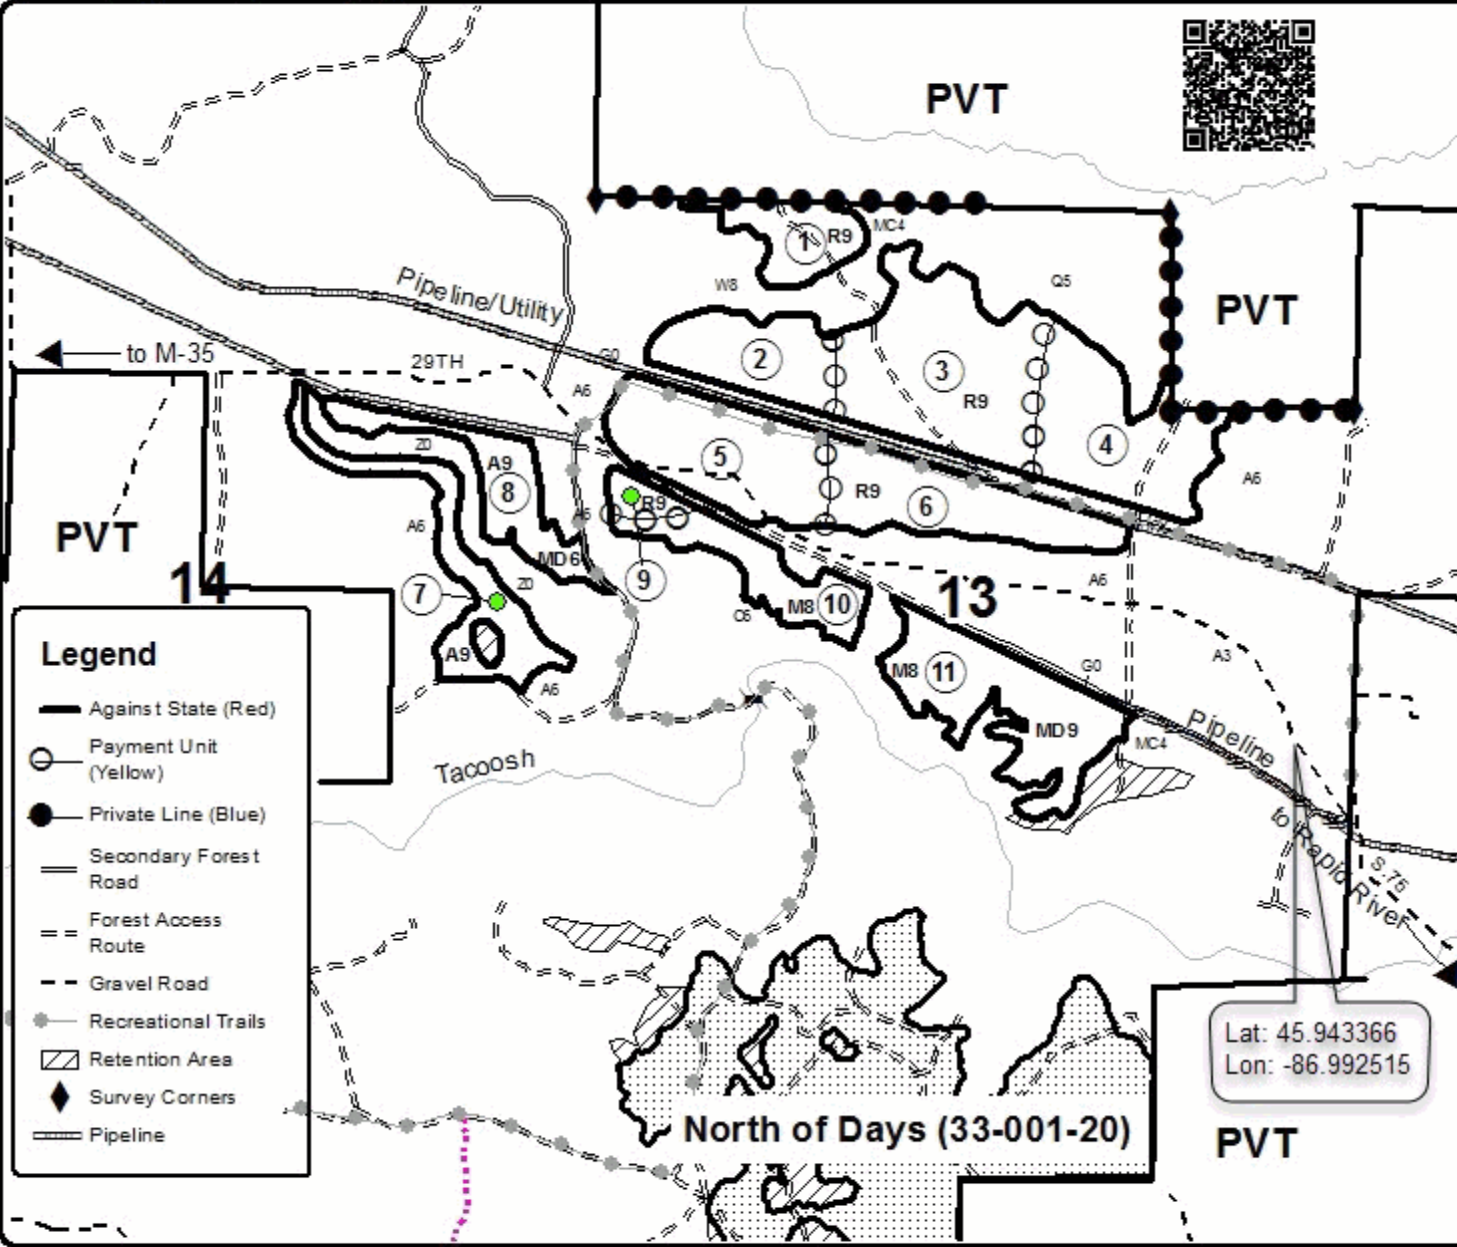 PVT
1
R9
MC4
W8
Q5
PVT
Pipeline/Utility
to M-35
29TH
G0
A6
2
3
R9
4
5
Z0
A9
8
R9
6
A6
R9
A6
A6
PVT
14
MD6
9
7
Z0
M8
10
13
A6
A9
A6
M8
11
G0
A3
MD9
MC4
Pipeline
Tacoosh
to Rapid River
S.75
Legend
Against State (Red)
Payment Unit
(Yellow)
Private Line (Blue)
Secondary Forest
Road
Forest Access
Route
Gravel Road
Recreational Trails
Retention Area
Survey Corners
Pipeline
Lat: 45.943366
Lon: -86.992515
North of Days (33-001-20)
PVT